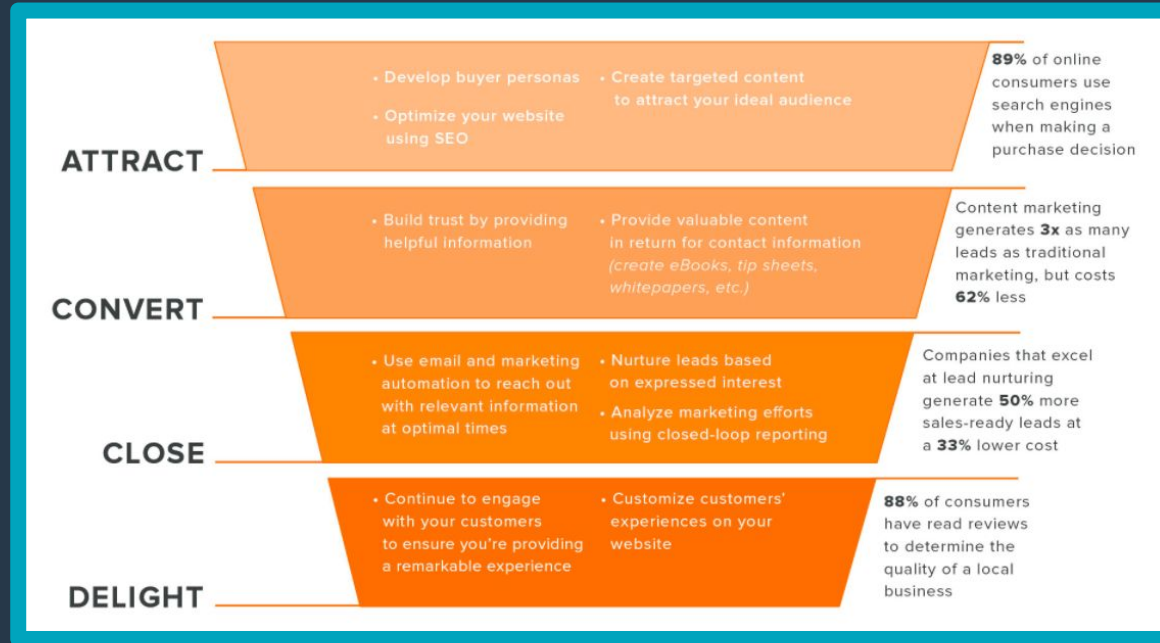 ATTRACT
• Develop buyer personas
• Optimize your website
using SEO
• Create targeted content
to attract your ideal audience
89% of online
consumers use
search engines
when making a
purchase decision
CONVERT
• Build trust by providing
helpful information
• Provide valuable content
in return for contact information
(create eBooks, tip sheets,
whitepapers, etc.)
Content marketing
generates 3x as many
leads as traditional
marketing, but costs
62% less
CLOSE
• Use email and marketing
automation to reach out
with relevant information
at optimal times
• Nurture leads based
on expressed interest
• Analyze marketing efforts
using closed-loop reporting
Companies that excel
at lead nurturing
generate 50% more
sales-ready leads at
a 33% lower cost
DELIGHT
• Continue to engage
with your customers
to ensure you’re providing
a remarkable experience
• Customize customers’
experiences on your
website
88% of consumers
have read reviews
to determine the
quality of a local
business